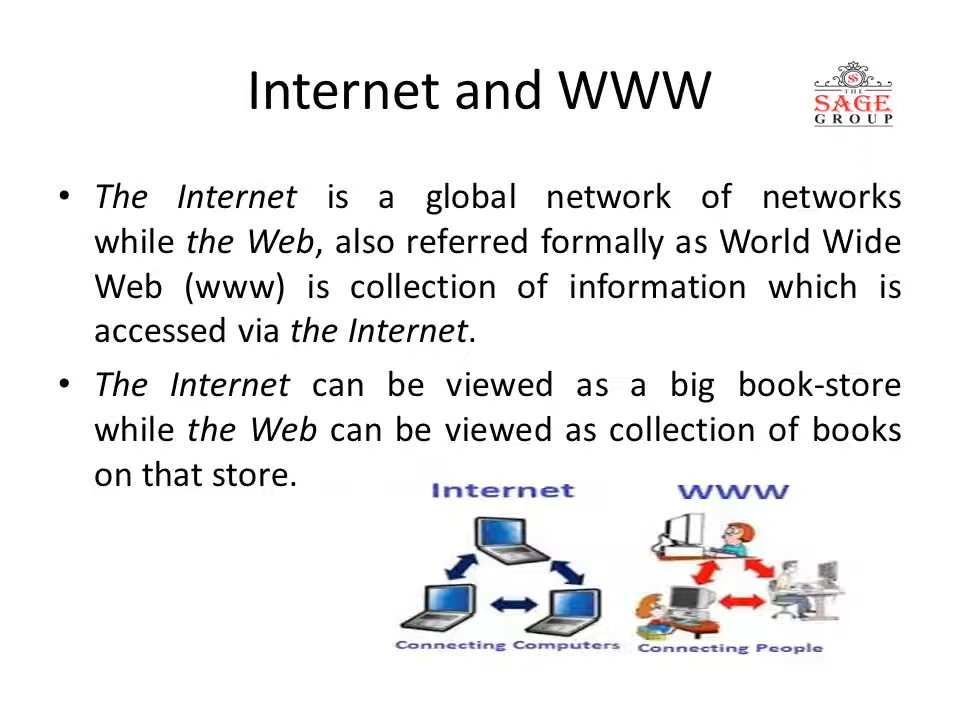 Internet and WWW
THE
SAGE
GROUP
• The Internet is a global network of networks
while the Web, also referred formally as World Wide
Web (www) is collection of information which is
accessed via the Internet.
• The Internet can be viewed as a big book-store
while the Web can be viewed as collection of books
on that store.
Internet
WWW
Connecting Computers
Connecting People